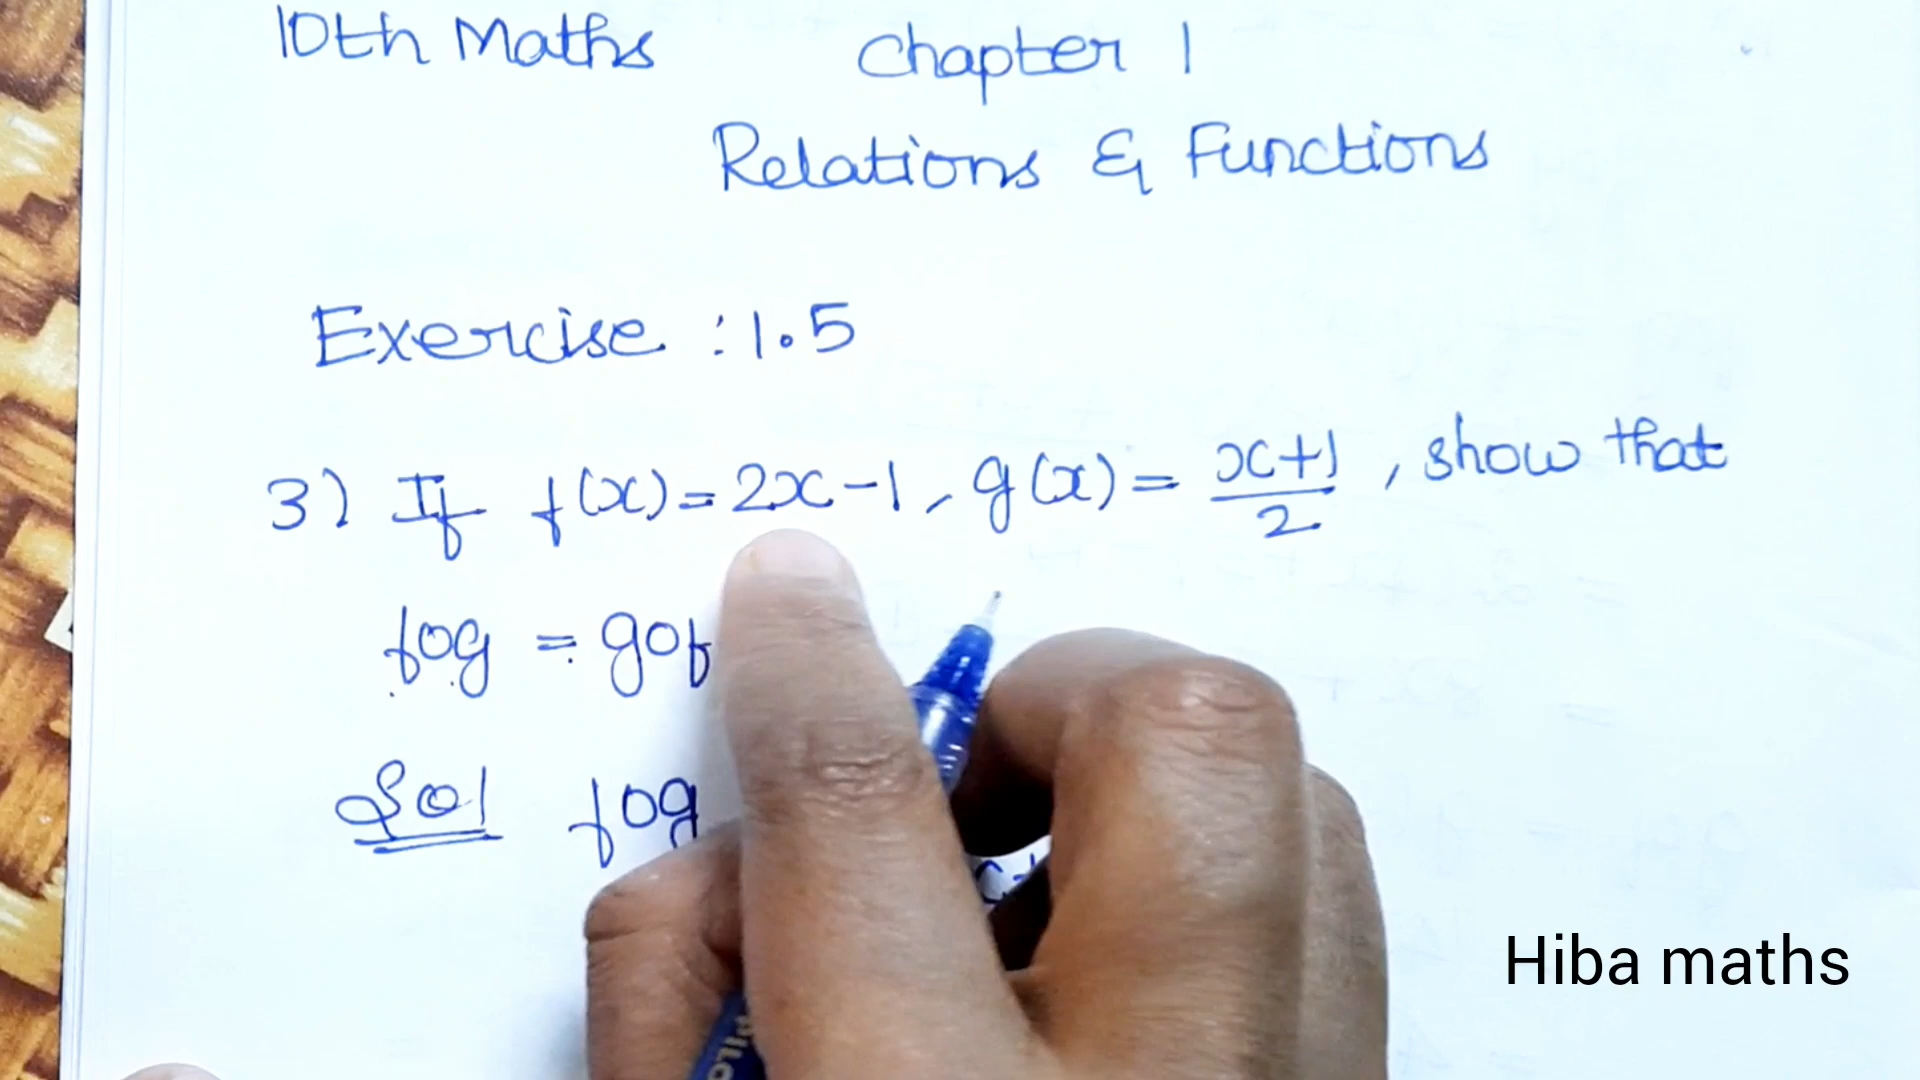 10th Maths Chapter 1
Relations & Functions
Exercise : 1.5
3) If f(x) = 2x-1, g(x) = x+1/2, show that
fog = gof
Sol fog
Hiba maths